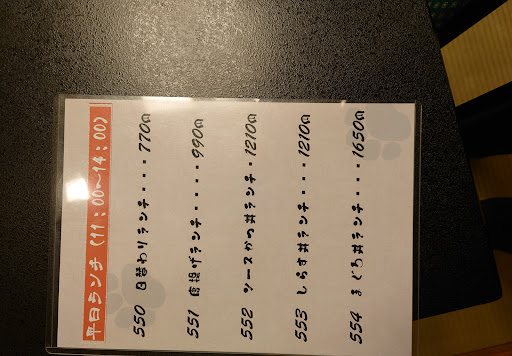 平日ランチ(11:00~14:00)
550 日替わりランチ・・・770円
551 唐揚げランチ・・・・990円
552 ソースかつ丼ランチ・1210円
553 しらす丼ランチ・・・1210円
554 まぐろ丼ランチ・・・1650円